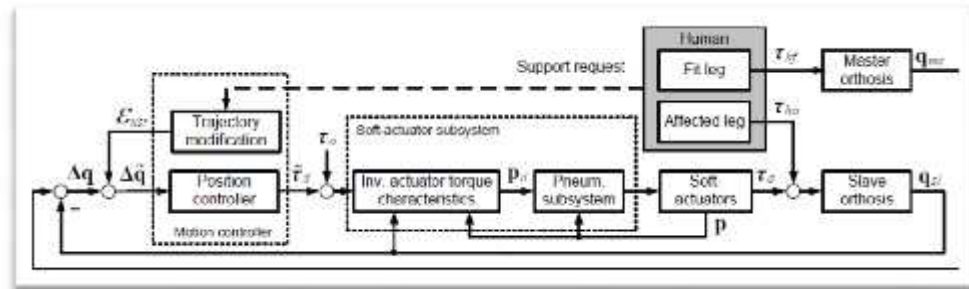 Human
Fit leg
Affected leg
Support request
Master
orthosis
Trajectory
modification
Soft-actuator subsystem
Δq
Position
controller
Motion controller
Inv. actuator torque
characteristics
Pneum.
subsystem
Soft
actuators
p
Slave
orthosis